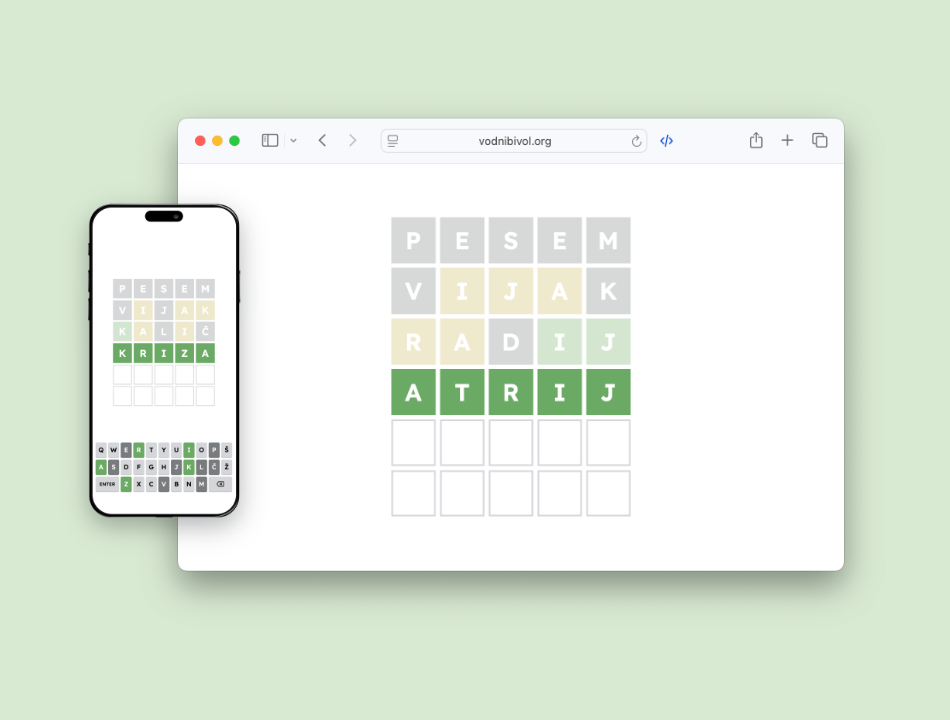 vodnibivol.org
P E S E M
V I J A K
R A D I J
A T R I J
P E S E M
V I J A K
K A L I Č
K R I Z A
Q W E R T Y U I O P Š
A S D F G H J K L Č Ž
ENTER Z X C V B N M